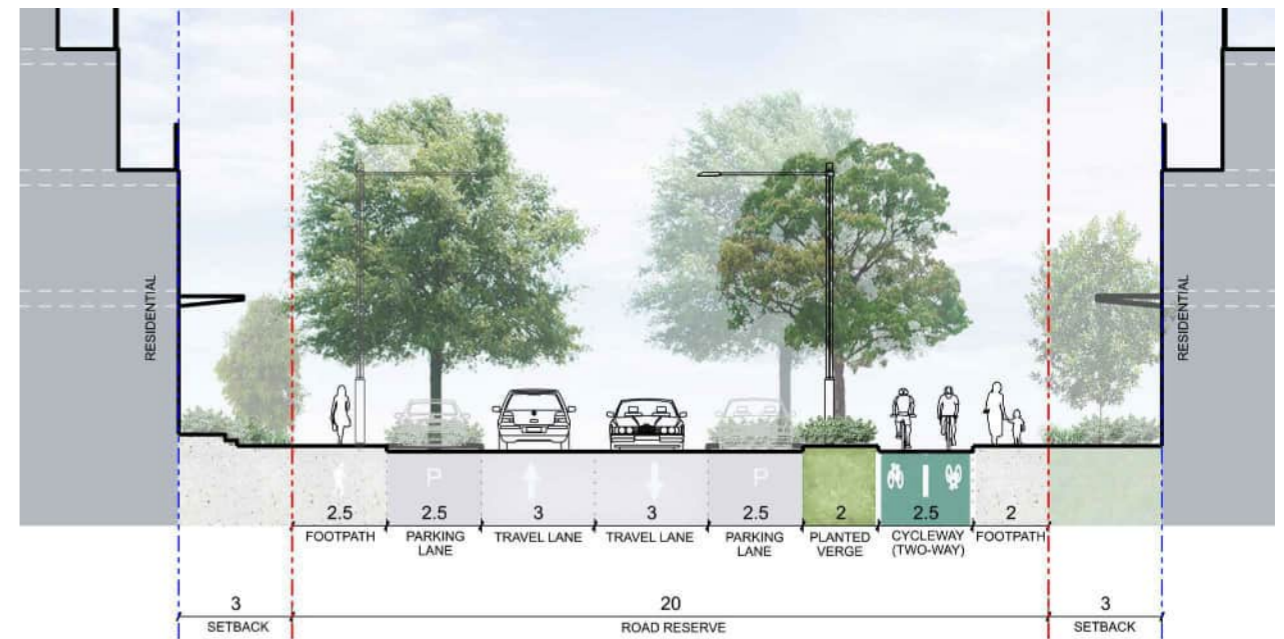 RESIDENTIAL
RESIDENTIAL
P
P
2.5
2.5
3
3
2.5
2
2.5
2
FOOTPATH
PARKING
LANE
TRAVEL LANE
TRAVEL LANE
PARKING
LANE
PLANTED
VERGE
CYCLEWAY
(TWO-WAY)
FOOTPATH
3
20
3
SETBACK
ROAD RESERVE
SETBACK